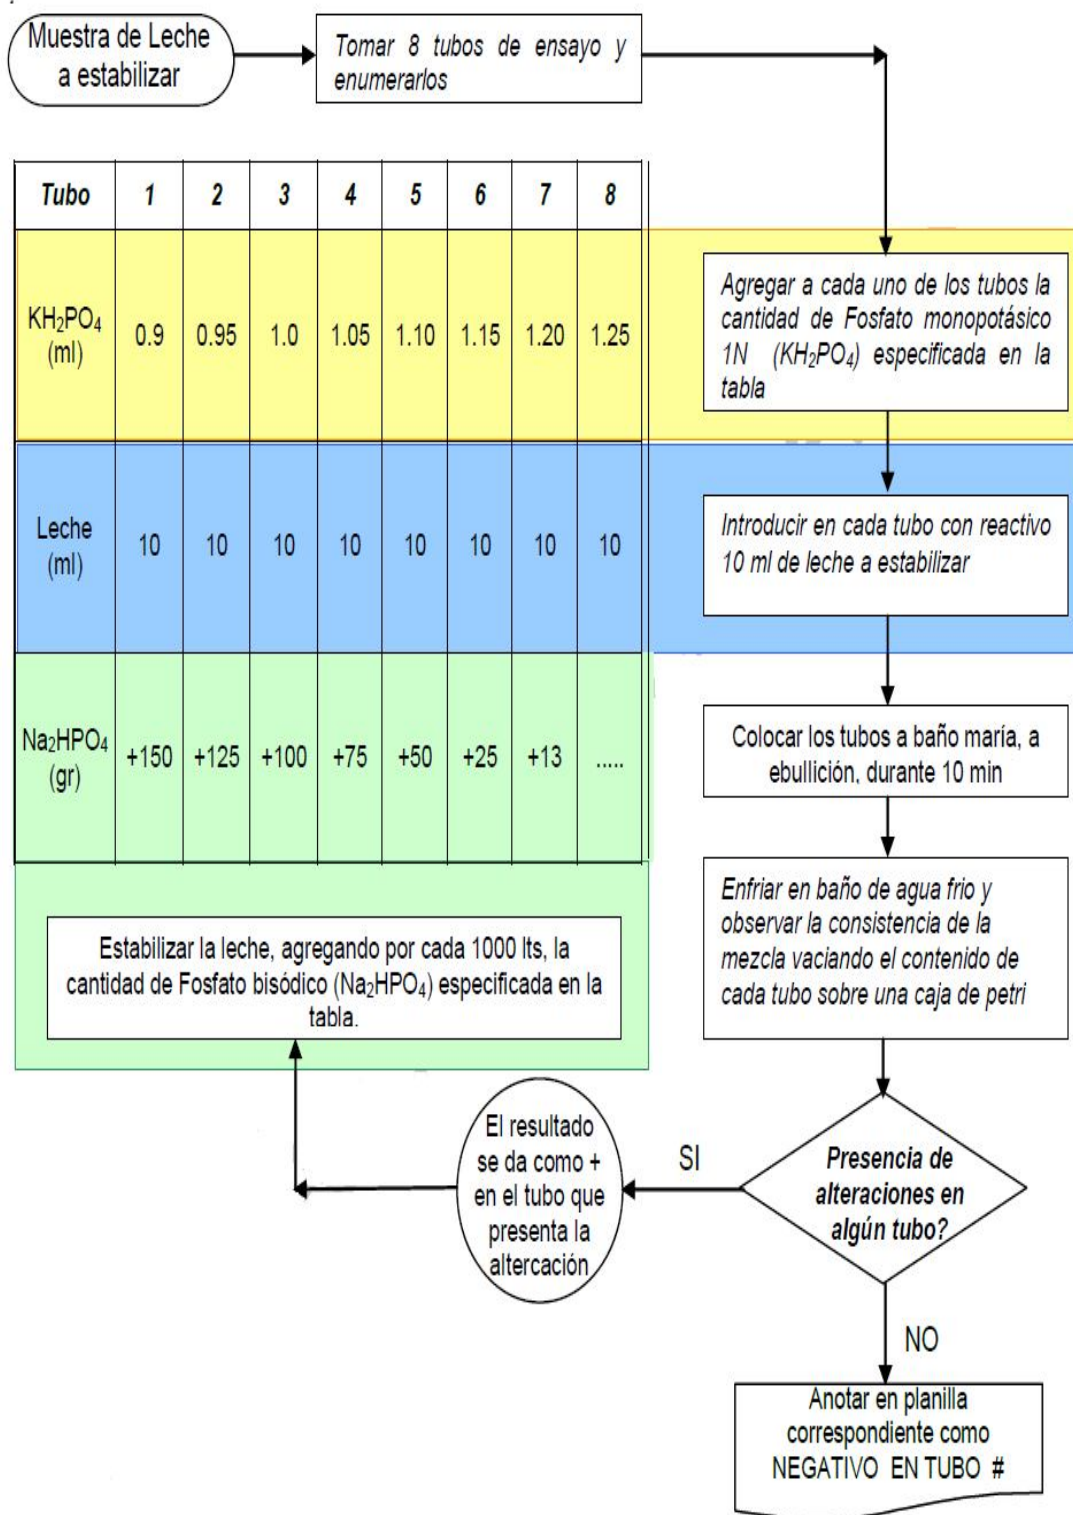 Muestra de Leche
a estabilizar
Tomar 8 tubos de ensayo y
enumerarlos
Tubo 1 2 3 4 5 6 7 8
KH₂PO₄
(ml)
0.9 0.95 1.0 1.05 1.10 1.15 1.20 1.25
Agregar a cada uno de los tubos la
cantidad de Fosfato monopotásico
1N (KH₂PO₄) especificada en la
tabla
Leche
(ml)
10 10 10 10 10 10 10 10
Introducir en cada tubo con reactivo
10 ml de leche a estabilizar
Na₂HPO₄
(gr)
+150 +125 +100 +75 +50 +25 +13 .....
Colocar los tubos a baño maría, a
ebullición, durante 10 min
Enfriar en baño de agua frio y
observar la consistencia de la
mezcla vaciando el contenido de
cada tubo sobre una caja de petri
Estabilizar la leche, agregando por cada 1000 lts, la
cantidad de Fosfato bisódico (Na₂HPO₄) especificada en la
tabla.
Presencia de
alteraciones en
algún tubo?
SI
El resultado
se da como +
en el tubo que
presenta la
altercación
NO
Anotar en planilla
correspondiente como
NEGATIVO EN TUBO #